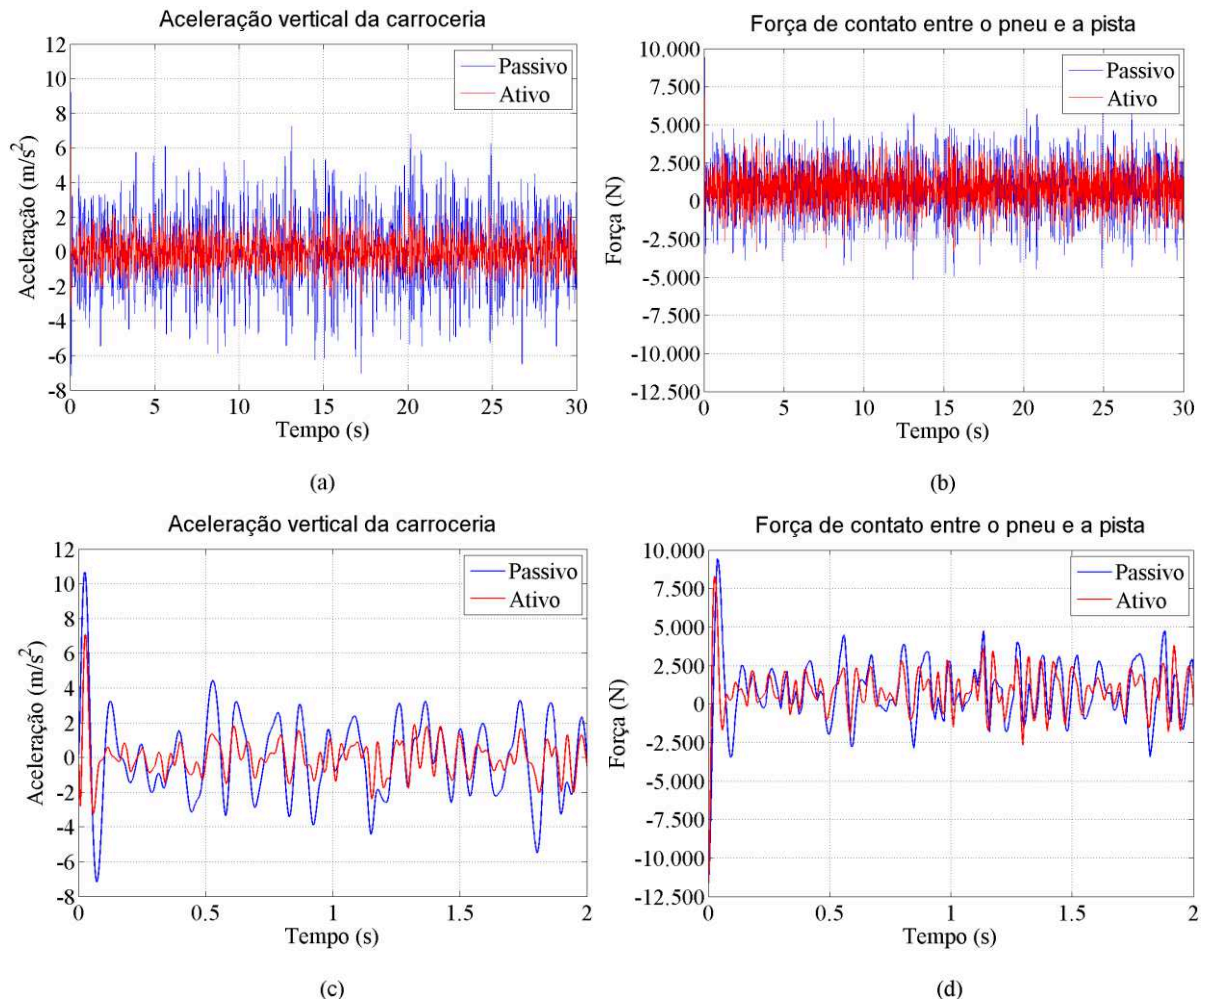 Aceleração vertical da carroceria
12
10
8
6
4
2
0
-2
-4
-6
-8
Aceleração (m/s²)
Passivo
Ativo
0 5 10 15 20 25 30
Tempo (s)
(a)
Força de contato entre o pneu e a pista
10.000
7.500
5.000
2.500
0
-2.500
-5.000
-7.500
-10.000
-12.500
Força (N)
Passivo
Ativo
0 5 10 15 20 25 30
Tempo (s)
(b)
Aceleração vertical da carroceria
12
10
8
6
4
2
0
-2
-4
-6
-8
Aceleração (m/s²)
Passivo
Ativo
0 0.5 1 1.5 2
Tempo (s)
(c)
Força de contato entre o pneu e a pista
10.000
7.500
5.000
2.500
0
-2.500
-5.000
-7.500
-10.000
-12.500
Força (N)
Passivo
Ativo
0 0.5 1 1.5 2
Tempo (s)
(d)